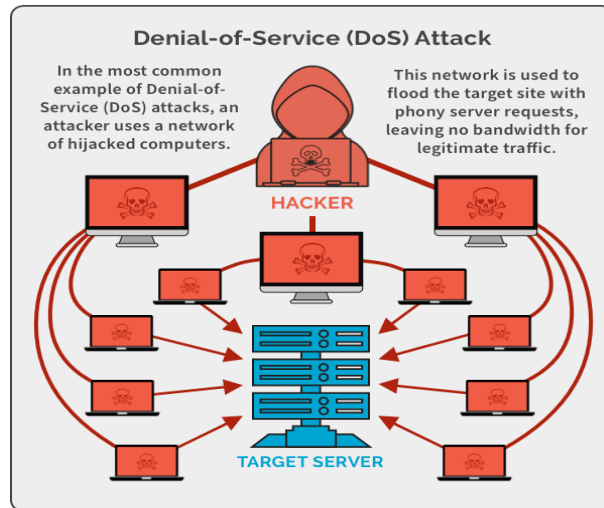 Denial-of-Service (DoS) Attack
In the most common
example of Denial-of-
Service (DoS) attacks, an
attacker uses a network
of hijacked computers.
This network is used to
flood the target site with
phony server requests,
leaving no bandwidth for
legitimate traffic.
HACKER
TARGET SERVER